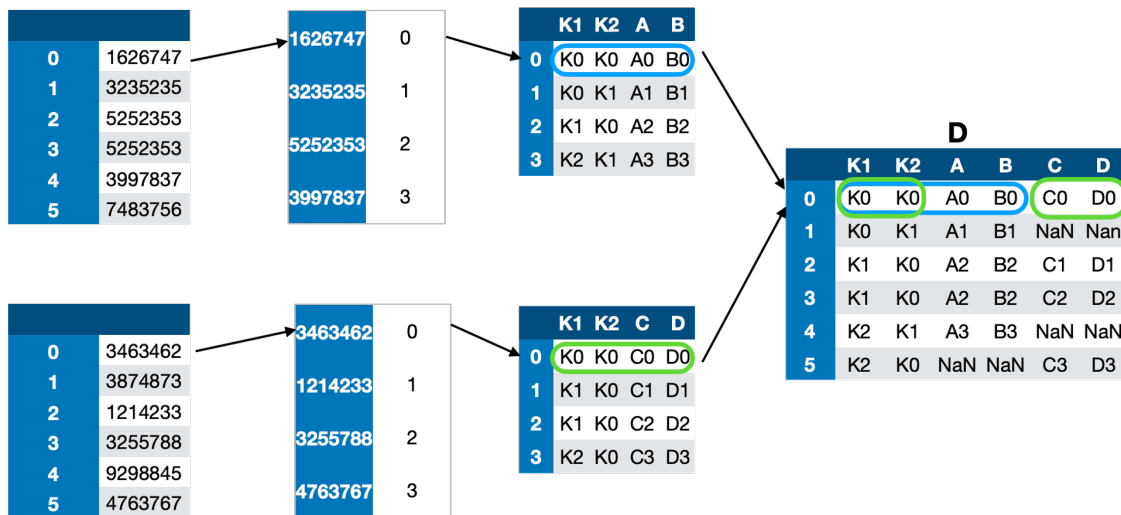 0 1626747
1 3235235
2 5252353
3 5252353
4 3997837
5 7483756
1626747 0
3235235 1
5252353 2
3997837 3
K1 K2 A B
0 K0 K0 A0 B0
1 K0 K1 A1 B1
2 K1 K0 A2 B2
3 K2 K1 A3 B3
D
K1 K2 A B C D
0 K0 K0 A0 B0 C0 D0
1 K0 K1 A1 B1 NaN Nan
2 K1 K0 A2 B2 C1 D1
3 K1 K0 A2 B2 C2 D2
4 K2 K1 A3 B3 NaN NaN
5 K2 K0 NaN NaN C3 D3
0 3463462
1 3874873
2 1214233
3 3255788
4 9298845
5 4763767
3463462 0
1214233 1
3255788 2
4763767 3
K1 K2 C D
0 K0 K0 C0 D0
1 K1 K0 C1 D1
2 K1 K0 C2 D2
3 K2 K0 C3 D3